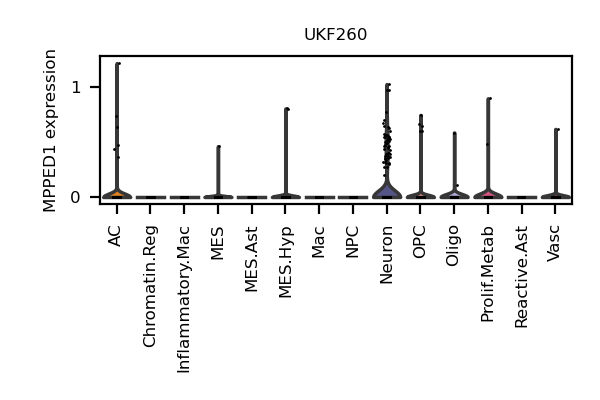 UKF260
MPPED1 expression
1
0
AC
Chromatin.Reg
Inflammatory.Mac
MES
MES.Ast
MES.Hyp
Mac
NPC
Neuron
OPC
Oligo
Prolif.Metab
Reactive.Ast
Vasc